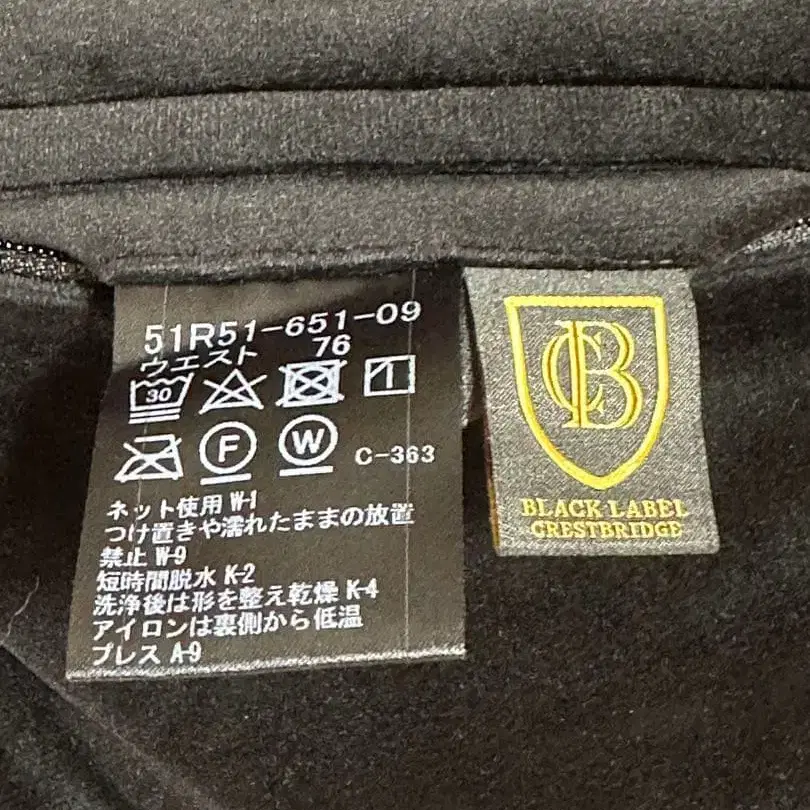 51R51-651-09
ウエスト 76
30
F W C-363
ネット使用 W-1
つけ置きや濡れたままの放置
禁止 W-9
短時間脱水 K-2
洗浄後は形を整え乾燥 K-4
アイロンは裏側から低温
プレス A-9
CB
BLACK LABEL
CRESTBRIDGE